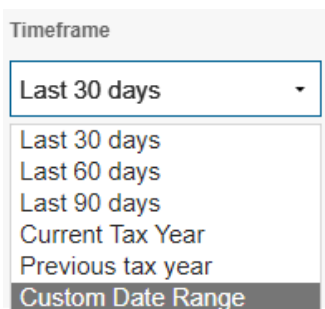 Timeframe
Last 30 days
Last 30 days
Last 60 days
Last 90 days
Current Tax Year
Previous tax year
Custom Date Range